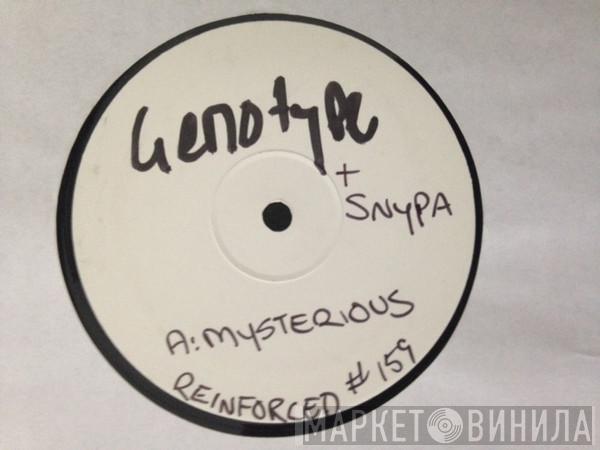 Genotype
+
SNYPA
A: MYSTERIOUS
REINFORCED #159
МАРКЕТ ВИНИЛА